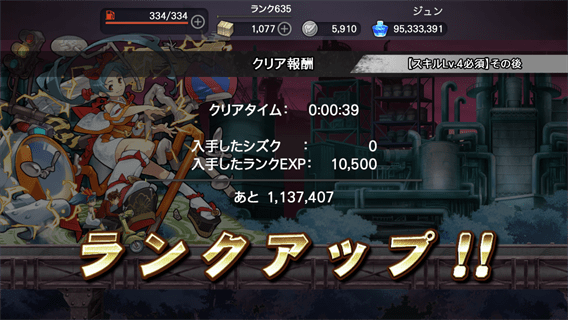 ランク635
334/334
1,077
5,910
ジュン
95,333,391
クリア報酬
【スキルLv.4必須】その後
クリアタイム： 0:00:39
入手したシズク ： 0
入手したランクEXP： 10,500
あと 1,137,407
ランクアップ!!